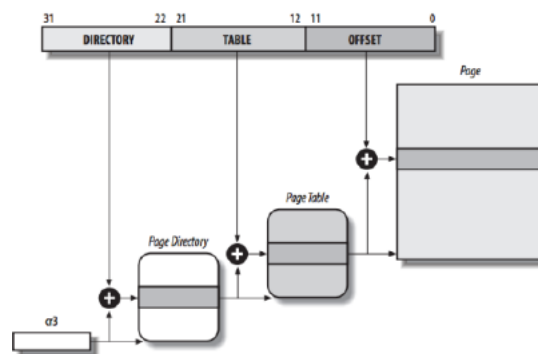 31 22 21 12 11 0
DIRECTORY TABLE OFFSET
Page
Page Table
Page Directory
cr3